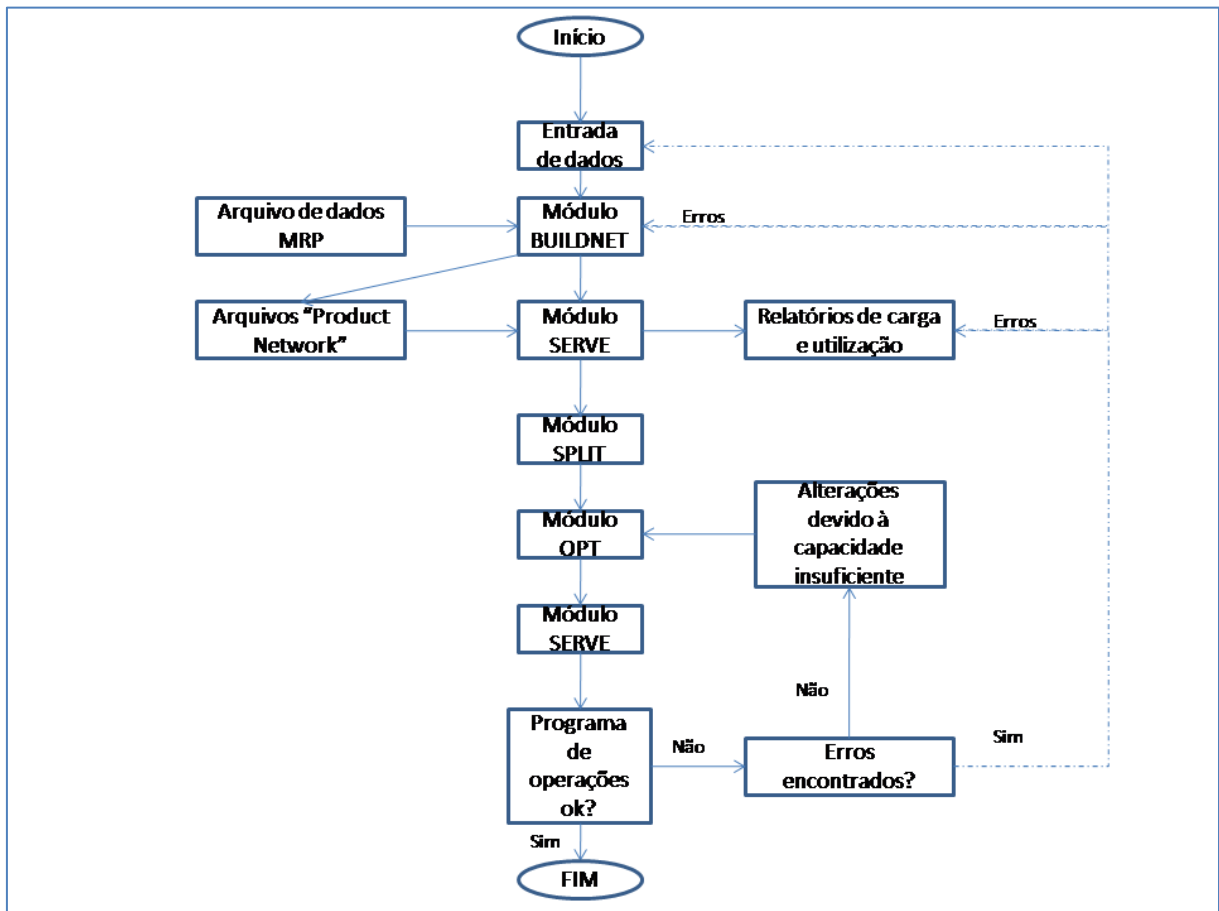 Início
Entrada
de dados
Arquivo de dados
MRP
Módulo
BUILDNET
Erros
Arquivos “Product
Network”
Módulo
SERVE
Relatórios de carga
e utilização
Erros
Módulo
SPLIT
Módulo
OPT
Alterações
devido à
capacidade
insuficiente
Módulo
SERVE
Não
Programa
de
operações
ok?
Não
Erros
encontrados?
Sim
Sim
FIM